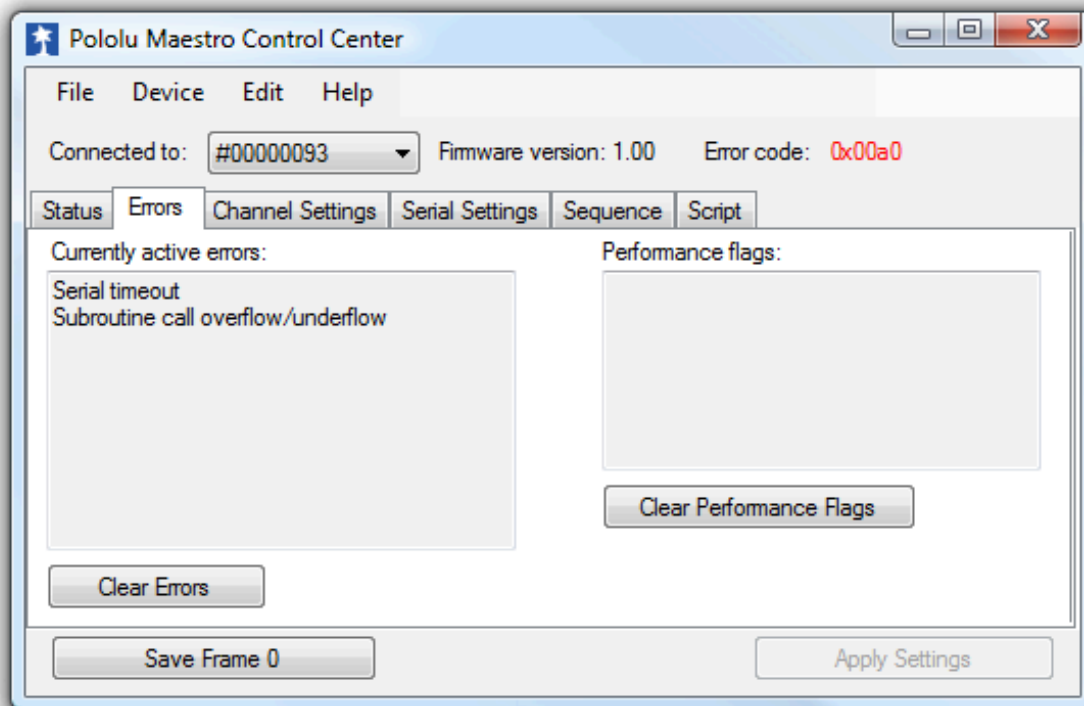 Pololu Maestro Control Center
File Device Edit Help
Connected to: #00000093 Firmware version: 1.00 Error code: 0x00a0
Status Errors Channel Settings Serial Settings Sequence Script
Currently active errors: Performance flags:
Serial timeout
Subroutine call overflow/underflow
Clear Performance Flags
Clear Errors
Save Frame 0 Apply Settings